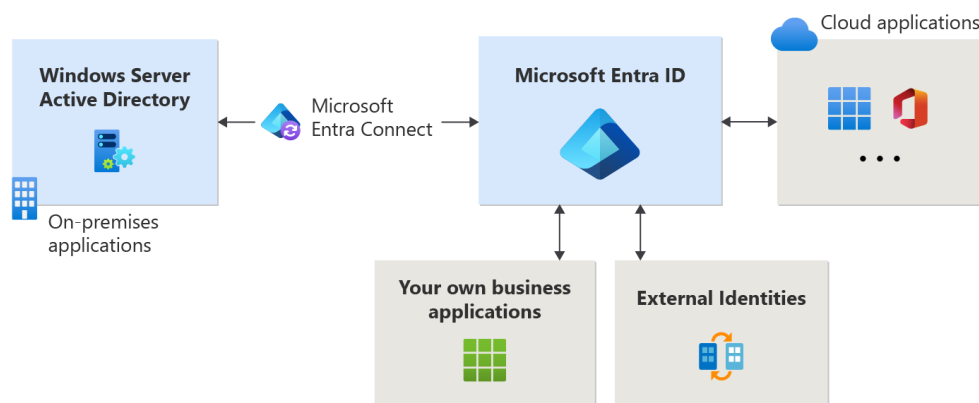 Cloud applications
Windows Server
Active Directory
Microsoft
Entra Connect
Microsoft Entra ID
On-premises
applications
Your own business
applications
External Identities